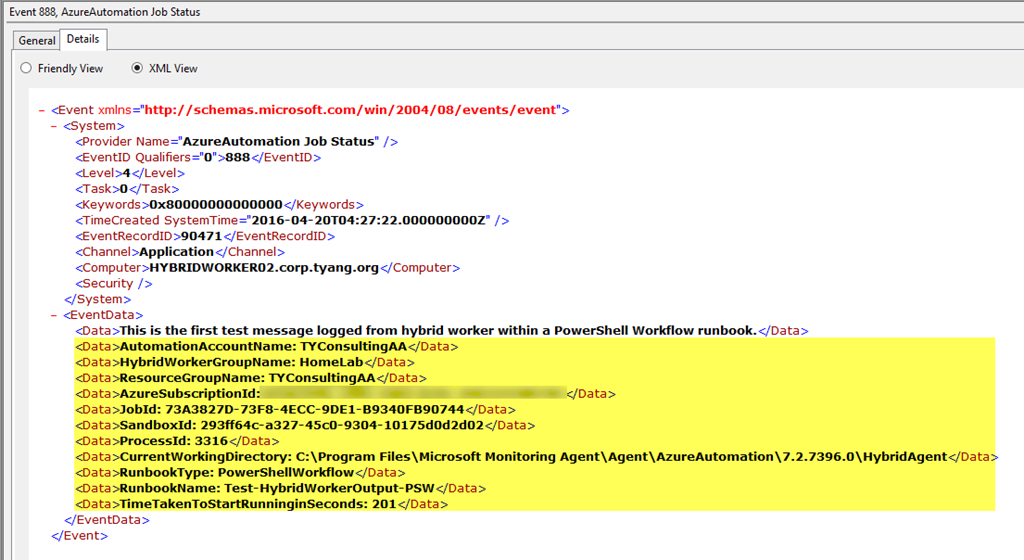 Event 888, AzureAutomation Job Status
General Details
Friendly View XML View
- <Event xmlns="http://schemas.microsoft.com/win/2004/08/events/event">
- <System>
<Provider Name="AzureAutomation Job Status" />
<EventID Qualifiers="0">888</EventID>
<Level>4</Level>
<Task>0</Task>
<Keywords>0x80000000000000</Keywords>
<TimeCreated SystemTime="2016-04-20T04:27:22.000000000Z" />
<EventRecordID>90471</EventRecordID>
<Channel>Application</Channel>
<Computer>HYBRIDWORKER02.corp.tyang.org</Computer>
<Security />
</System>
- <EventData>
<Data>This is the first test message logged from hybrid worker within a PowerShell Workflow runbook.</Data>
<Data>AutomationAccountName: TYConsultingAA</Data>
<Data>HybridWorkerGroupName: HomeLab</Data>
<Data>ResourceGroupName: TYConsultingAA</Data>
<Data>AzureSubscriptionId: </Data>
<Data>JobId: 73A3827D-73F8-4ECC-9DE1-B9340FB90744</Data>
<Data>SandboxId: 293ff64c-a327-45c0-9304-10175d0d2d02</Data>
<Data>ProcessId: 3316</Data>
<Data>CurrentWorkingDirectory: C:\Program Files\Microsoft Monitoring Agent\Agent\AzureAutomation\7.2.7396.0\HybridAgent</Data>
<Data>RunbookType: PowerShellWorkflow</Data>
<Data>RunbookName: Test-HybridWorkerOutput-PSW</Data>
<Data>TimeTakenToStartRunninginSeconds: 201</Data>
</EventData>
</Event>